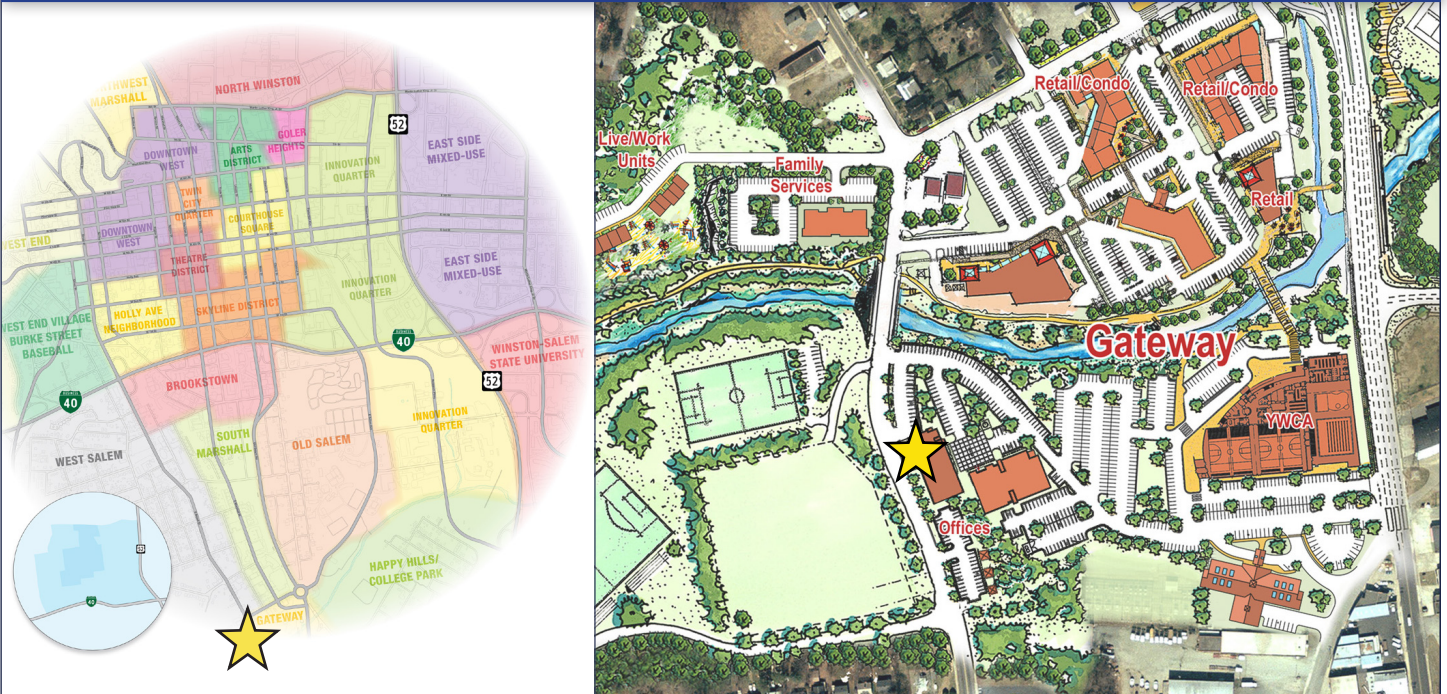 NORTH WINSTON
THWEST
MARSHALL
52
GOLER
HEIGHTS
ARTS
DISTRICT
DOWNTOWN
WEST
EAST SIDE
MIXED-USE
INNOVATION
QUARTER
TWIN
CITY
QUARTER
COURTHOUSE
SQUARE
DOWNTOWN
WEST
WEST END
THEATRE
DISTRICT
EAST SIDE
MIXED-USE
INNOVATION
QUARTER
SKYLINE DISTRICT
HOLLY AVE
NEIGHBORHOOD
WEST END VILLAGE
BURKE STREET
BASEBALL
40
WINSTON-SALEM
STATE UNIVERSITY
52
BROOKSTOWN
40
INNOVATION
QUARTER
SOUTH
MARSHALL
OLD SALEM
WEST SALEM
HAPPY HILLS/
COLLEGE PARK
GATEWAY
52
40
Retail/Condo
Retail/Condo
Live/Work
Units
Family
Services
Retail
Gateway
YWCA
Offices